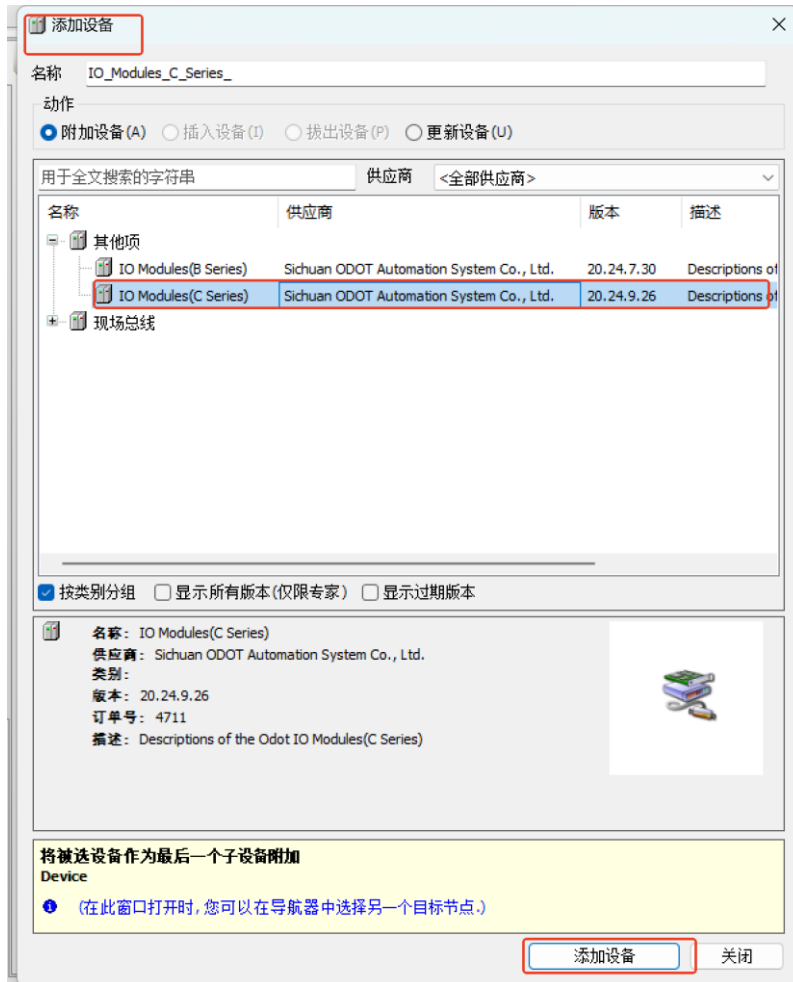 添加设备
名称 IO_Modules_C_Series_
动作
附加设备(A) 插入设备(I) 拔出设备(P) 更新设备(U)
用于全文搜索的字符串 供应商 <全部供应商>
名称 供应商 版本 描述
其他项
IO Modules(B Series) Sichuan ODOT Automation System Co., Ltd. 20.24.7.30 Descriptions of
IO Modules(C Series) Sichuan ODOT Automation System Co., Ltd. 20.24.9.26 Descriptions of
现场总线
按类别分组 显示所有版本(仅限专家) 显示过期版本
名称: IO Modules(C Series)
供应商: Sichuan ODOT Automation System Co., Ltd.
类别:
版本: 20.24.9.26
订单号: 4711
描述: Descriptions of the Odot IO Modules(C Series)
将被选设备作为最后一个子设备附加
Device
(在此窗口打开时,您可以在导航器中选择另一个目标节点.)
添加设备 关闭